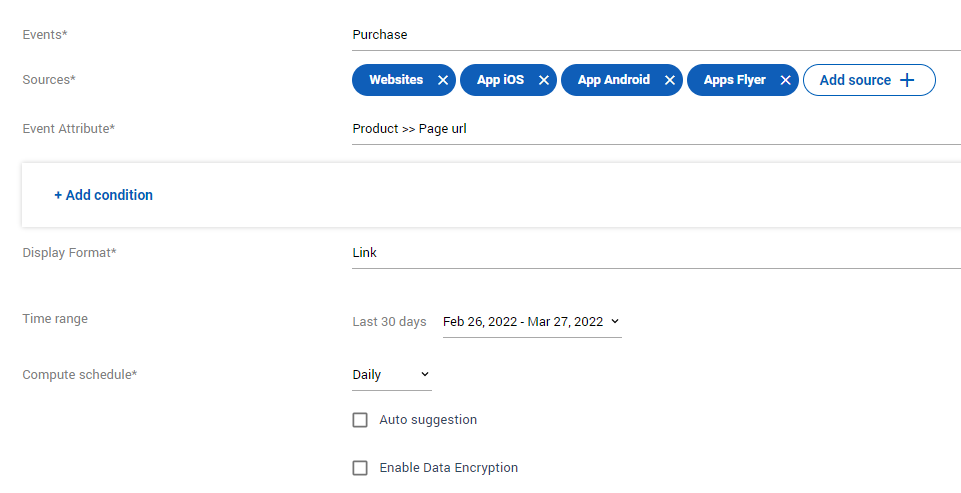 Events* Purchase
Sources* Websites App iOS App Android Apps Flyer Add source
Event Attribute* Product >> Page url
+ Add condition
Display Format* Link
Time range Last 30 days Feb 26, 2022 - Mar 27, 2022
Compute schedule* Daily
Auto suggestion
Enable Data Encryption